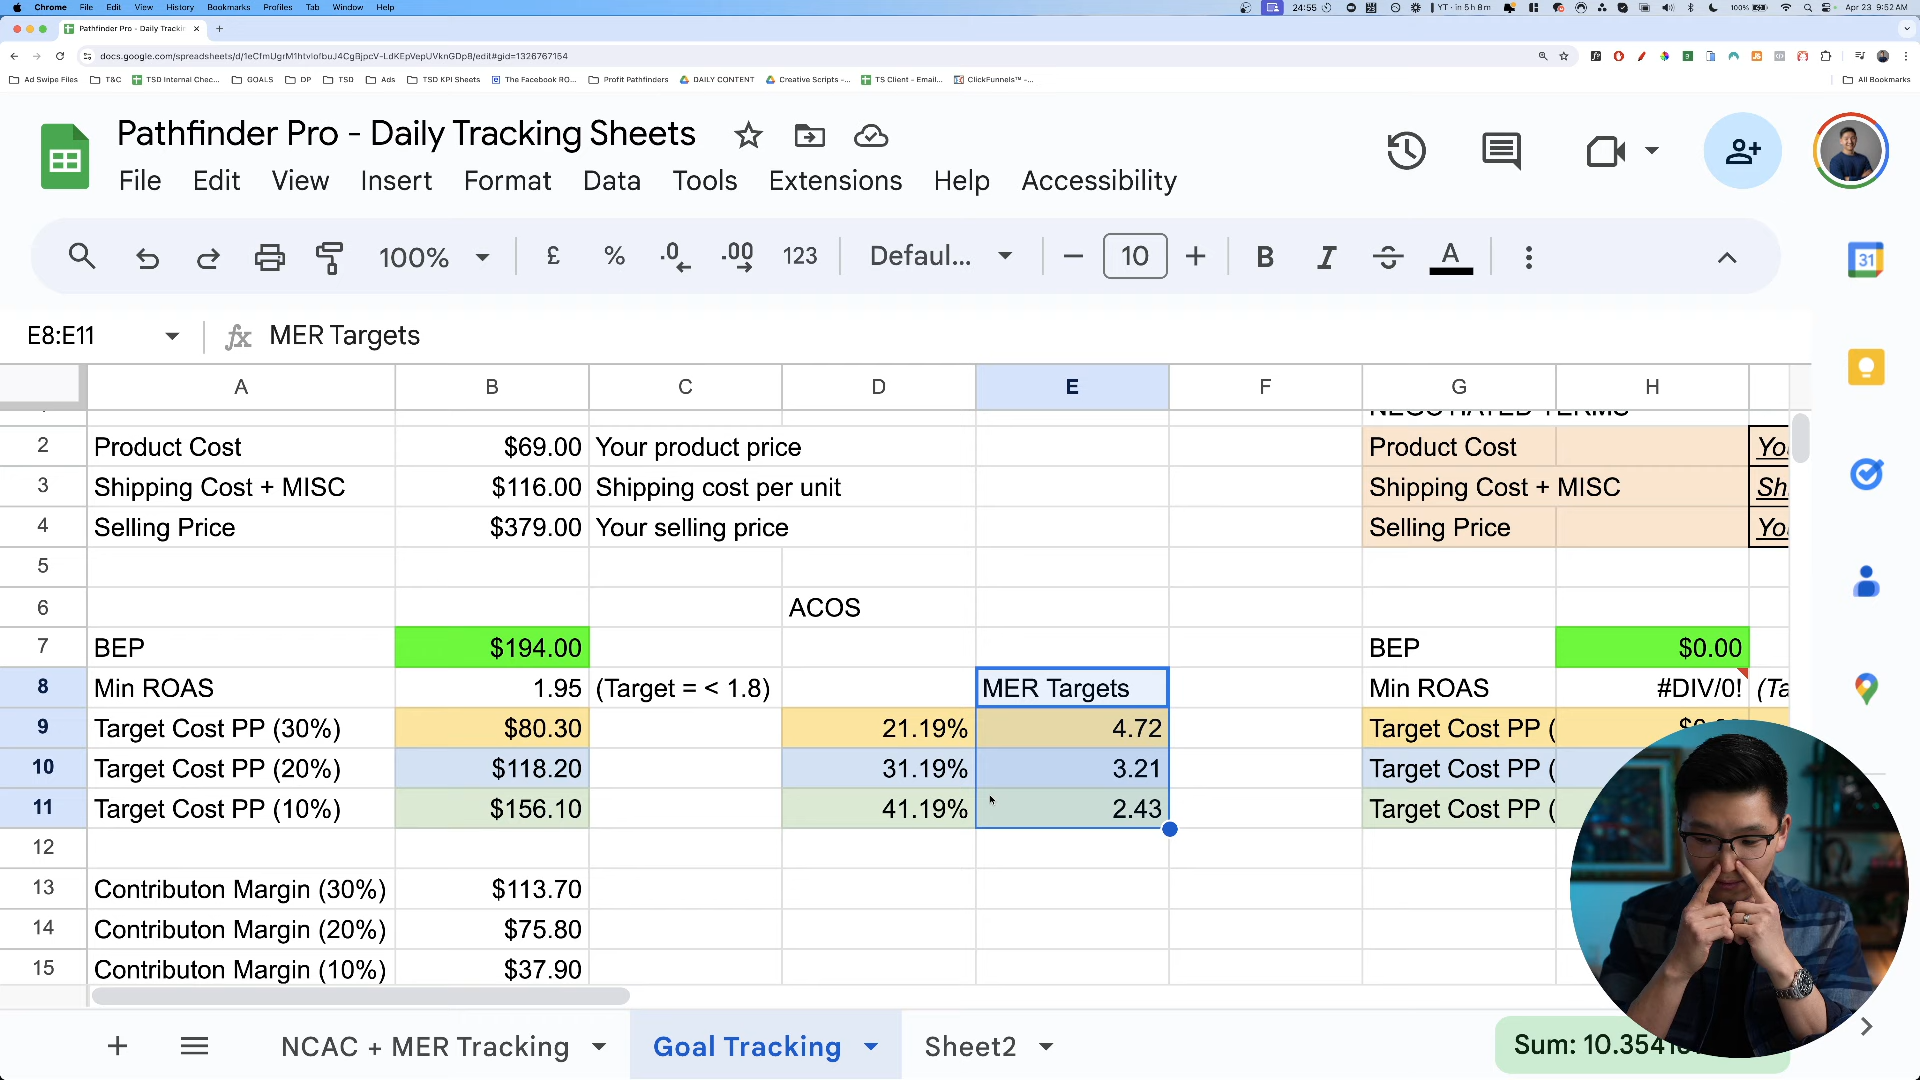 Chrome File Edit View History Bookmarks Profiles Tab Window Help 24:55 YT · in 5 h 8 m 100% Apr 23 9:52 AM
Pathfinder Pro - Daily Trackin
docs.google.com/spreadsheets/d/1eCfmUgrM1htvIofbuJ4CgBjpcV-LdKEpVepUVknGDp8/edit#gid=1326767154
Ad Swipe Files T&C TSD Internal Chec... GOALS DP TSD Ads TSD KPI Sheets The Facebook RO... Profit Pathfinders DAILY CONTENT Creative Scripts -... TS Client - Email... ClickFunnels™ -... All Bookmarks
Pathfinder Pro - Daily Tracking Sheets
File Edit View Insert Format Data Tools Extensions Help Accessibility
100% £ % .0 .00 123 Defaul... 10 B I S A
31
E8:E11 fx MER Targets
A B C D E F G H
NEGOTIATED TERMS
2 Product Cost $69.00 Your product price Product Cost You
3 Shipping Cost + MISC $116.00 Shipping cost per unit Shipping Cost + MISC Sh
4 Selling Price $379.00 Your selling price Selling Price You
5
6 ACOS
7 BEP $194.00 BEP $0.00
8 Min ROAS 1.95 (Target = < 1.8) MER Targets Min ROAS #DIV/0! (Ta
9 Target Cost PP (30%) $80.30 21.19% 4.72 Target Cost PP (
10 Target Cost PP (20%) $118.20 31.19% 3.21 Target Cost PP (
11 Target Cost PP (10%) $156.10 41.19% 2.43 Target Cost PP (
12
13 Contributon Margin (30%) $113.70
14 Contributon Margin (20%) $75.80
15 Contributon Margin (10%) $37.90
NCAC + MER Tracking Goal Tracking Sheet2 Sum: 10.3541